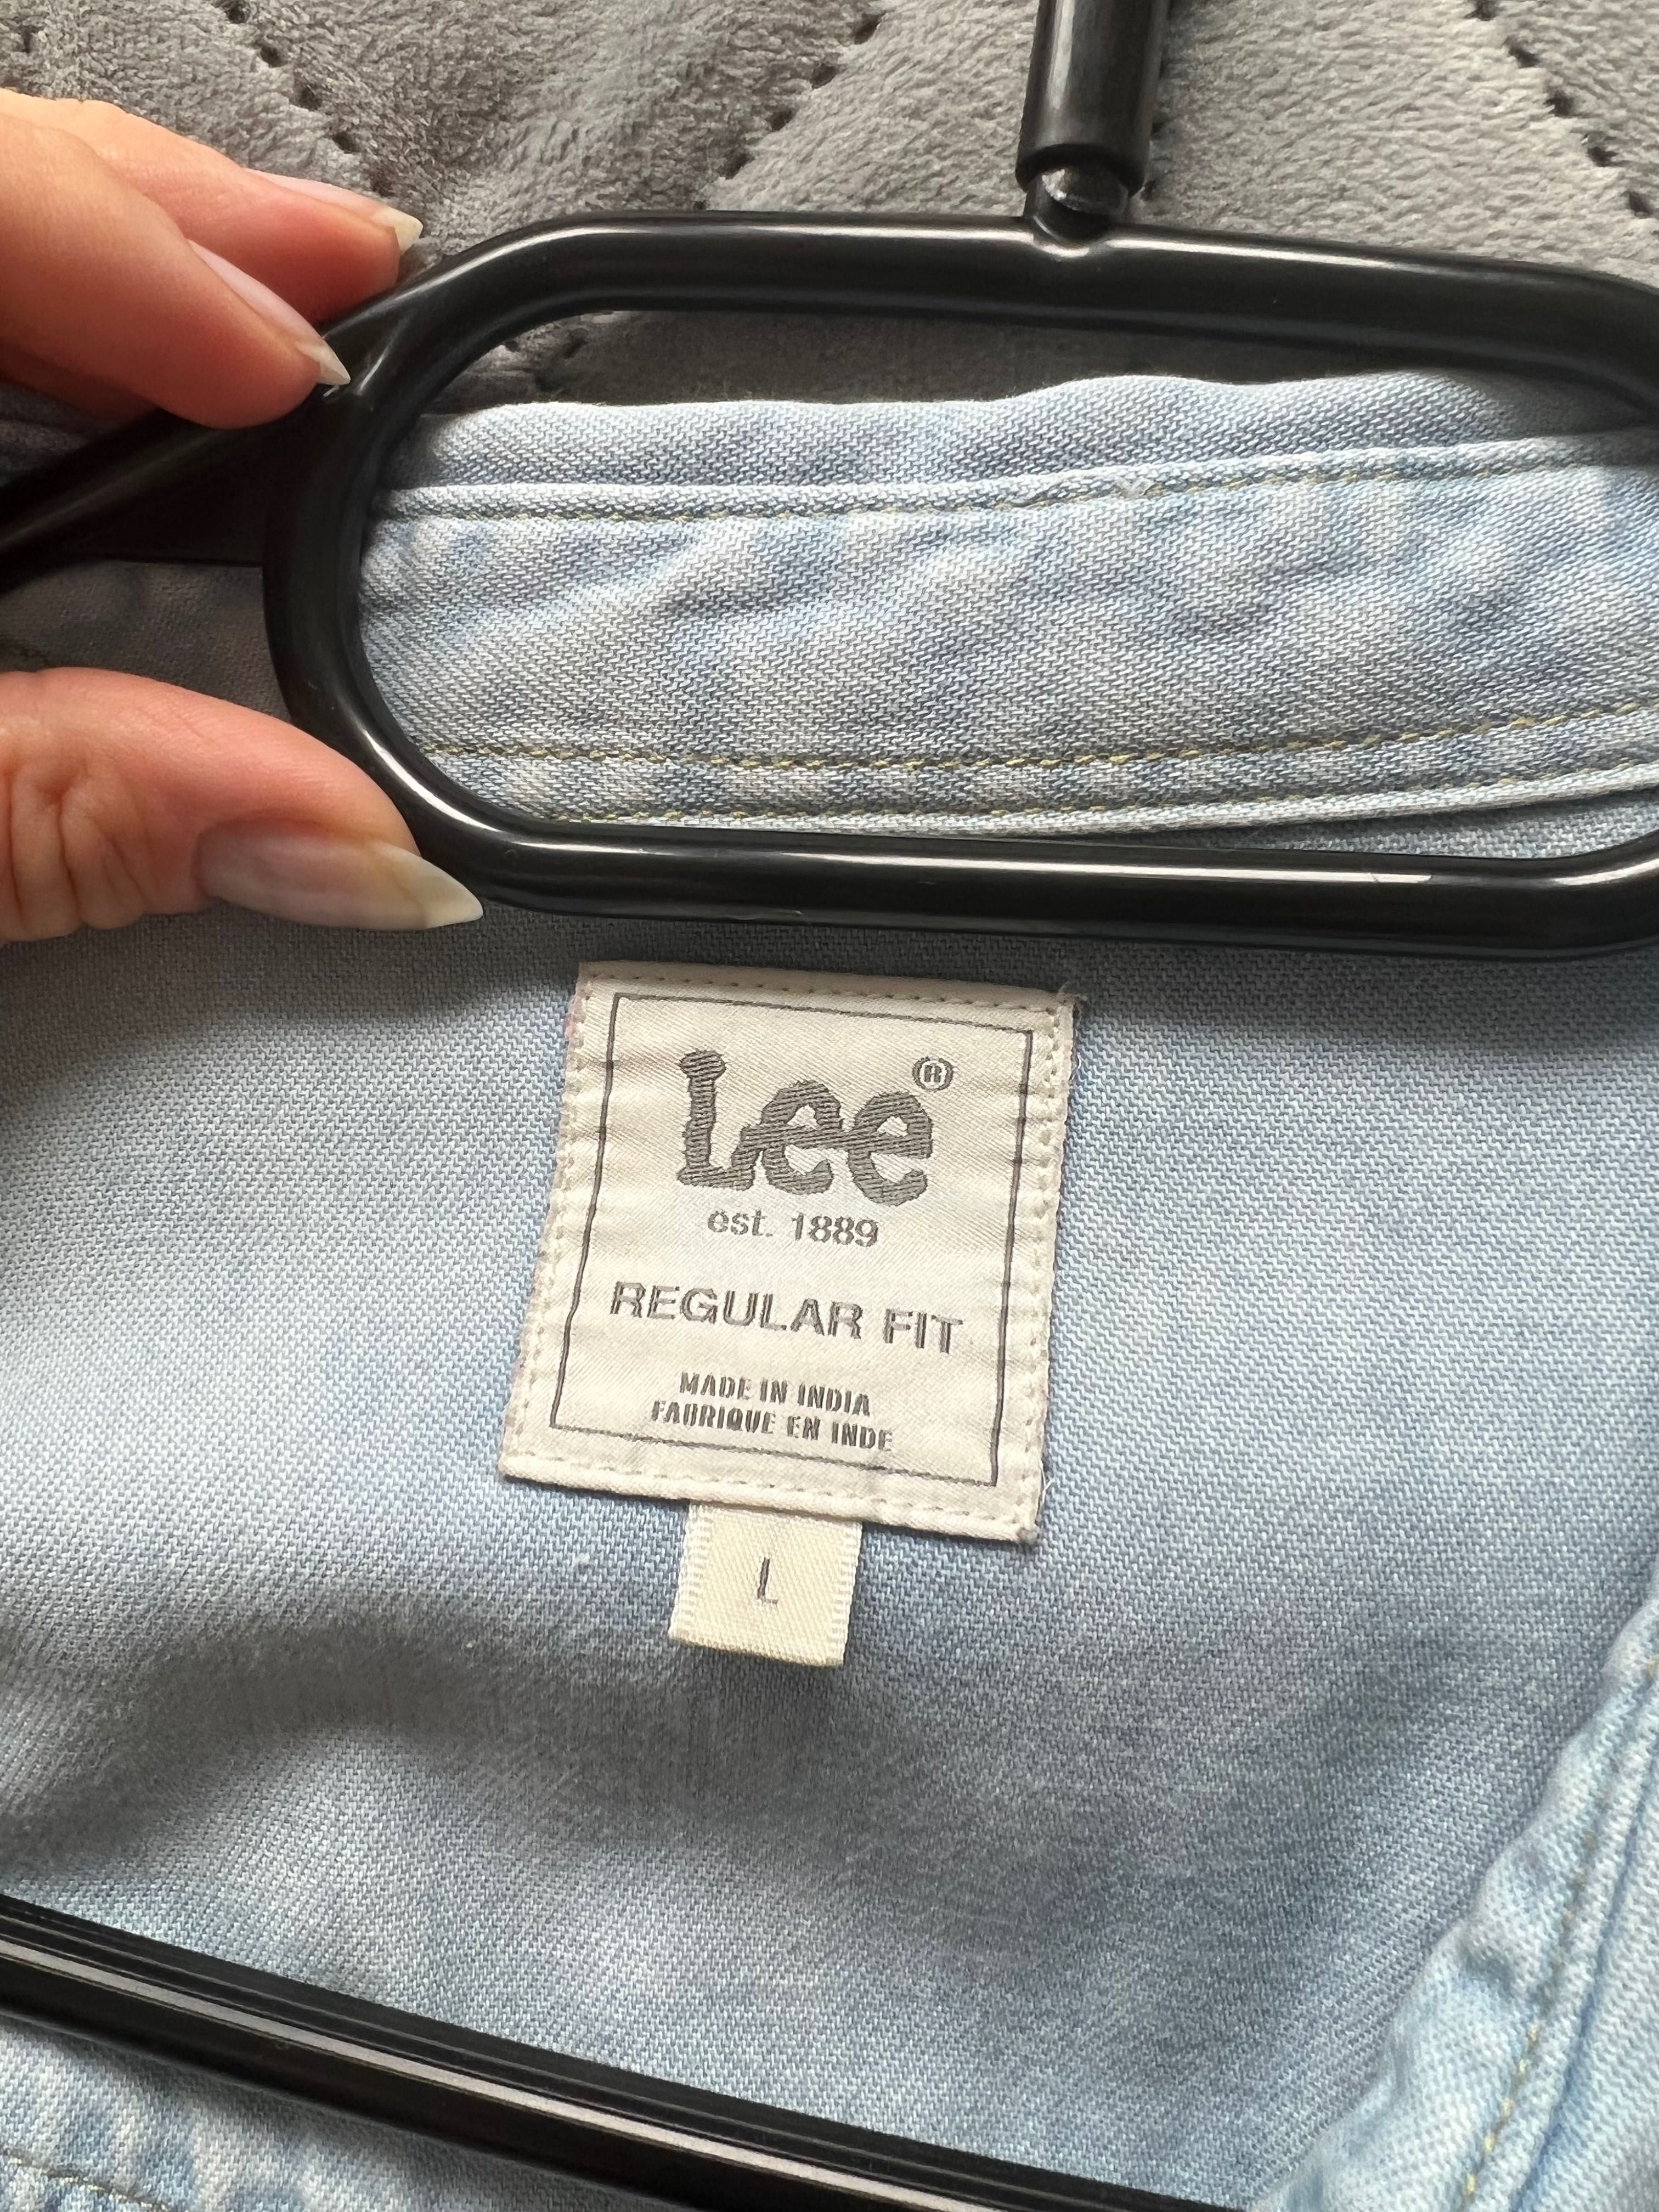 Lee®
est. 1889
REGULAR FIT
MADE IN INDIA
FABRIQUE EN INDE
L